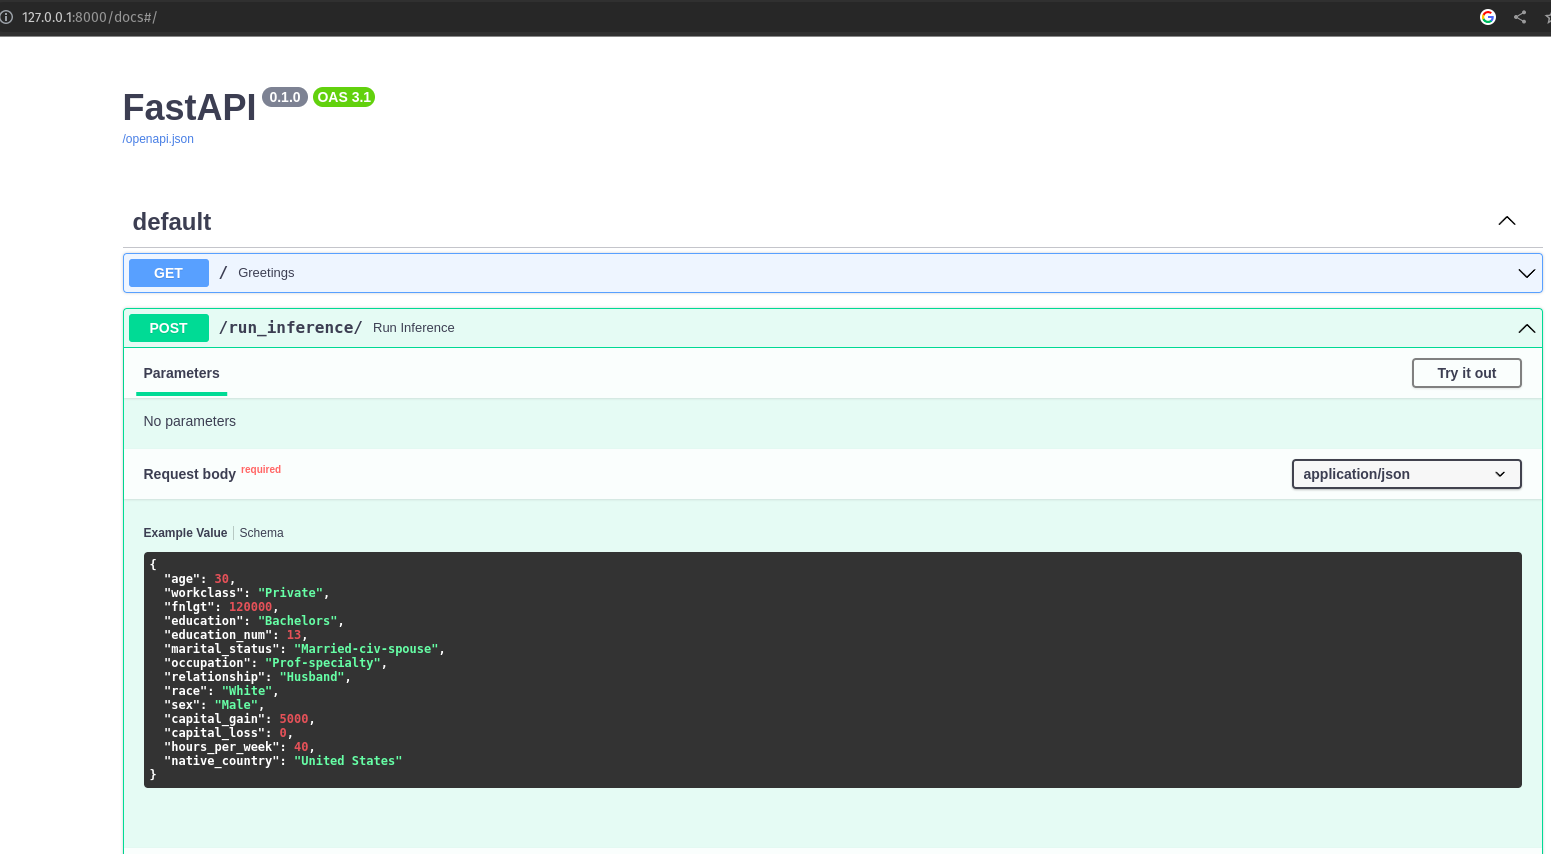 127.0.0.1:8000/docs#/
FastAPI 0.1.0 OAS 3.1
/openapi.json
default
GET / Greetings
POST /run_inference/ Run Inference
Parameters Try it out
No parameters
Request body required application/json
Example Value Schema
{
"age": 30,
"workclass": "Private",
"fnlgt": 120000,
"education": "Bachelors",
"education_num": 13,
"marital_status": "Married-civ-spouse",
"occupation": "Prof-specialty",
"relationship": "Husband",
"race": "White",
"sex": "Male",
"capital_gain": 5000,
"capital_loss": 0,
"hours_per_week": 40,
"native_country": "United States"
}